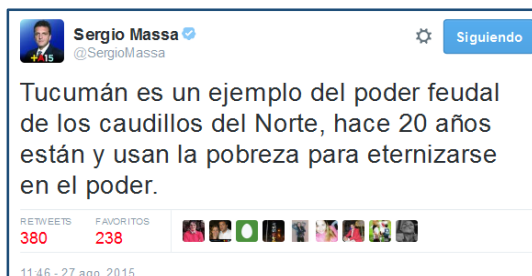 Sergio Massa
@SergioMassa
Siguiendo
Tucumán es un ejemplo del poder feudal
de los caudillos del Norte, hace 20 años
están y usan la pobreza para eternizarse
en el poder.
RETWEETS FAVORITOS
380 238
11:46 - 27 ago. 2015